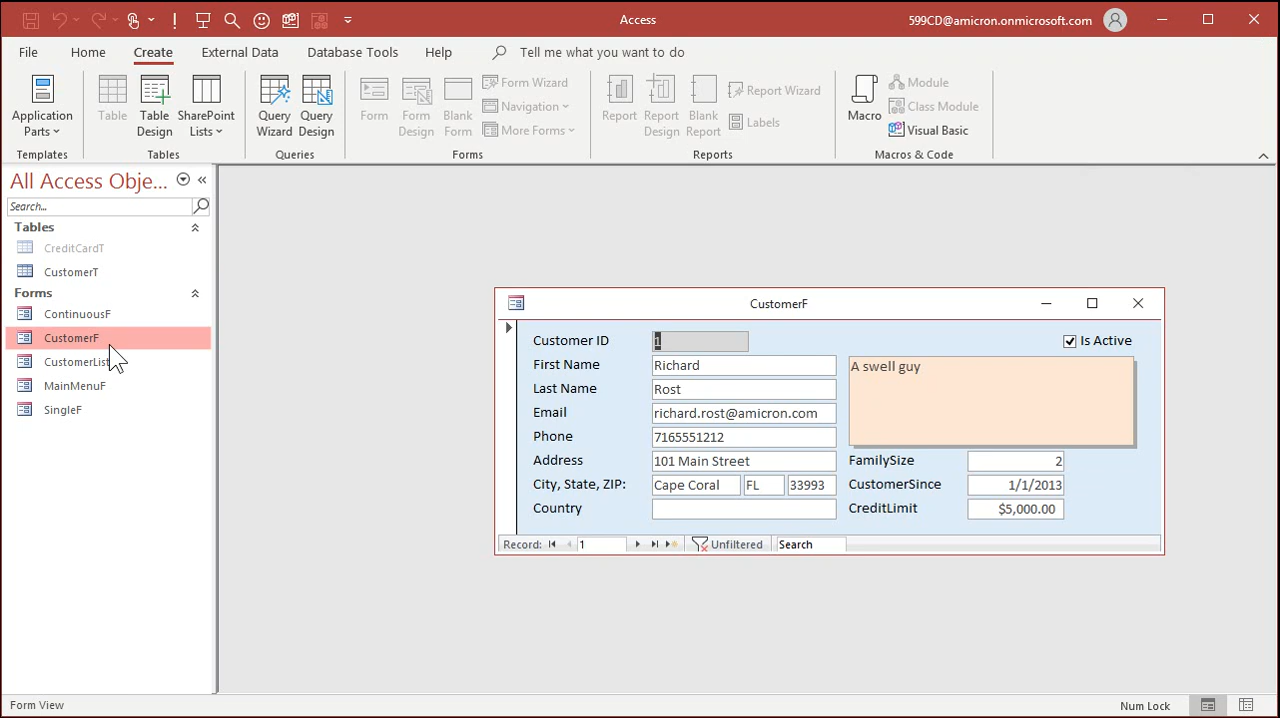 Access
599CD@amicron.onmicrosoft.com
File Home Create External Data Database Tools Help Tell me what you want to do
Application Parts
Templates
Table
Table Design
SharePoint Lists
Tables
Query Wizard
Query Design
Queries
Form
Form Design
Blank Form
Form Wizard
Navigation
More Forms
Forms
Report
Report Design
Blank Report
Report Wizard
Labels
Reports
Macro
Module
Class Module
Visual Basic
Macros & Code
All Access Obje...
Search...
Tables
CreditCardT
CustomerT
Forms
ContinuousF
CustomerF
CustomerList
MainMenuF
SingleF
CustomerF
Customer ID 1
First Name Richard
Last Name Rost
Email richard.rost@amicron.com
Phone 7165551212
Address 101 Main Street
City, State, ZIP: Cape Coral FL 33993
Country
Is Active
A swell guy
FamilySize 2
CustomerSince 1/1/2013
CreditLimit $5,000.00
Record: 1 Unfiltered Search
Form View
Num Lock